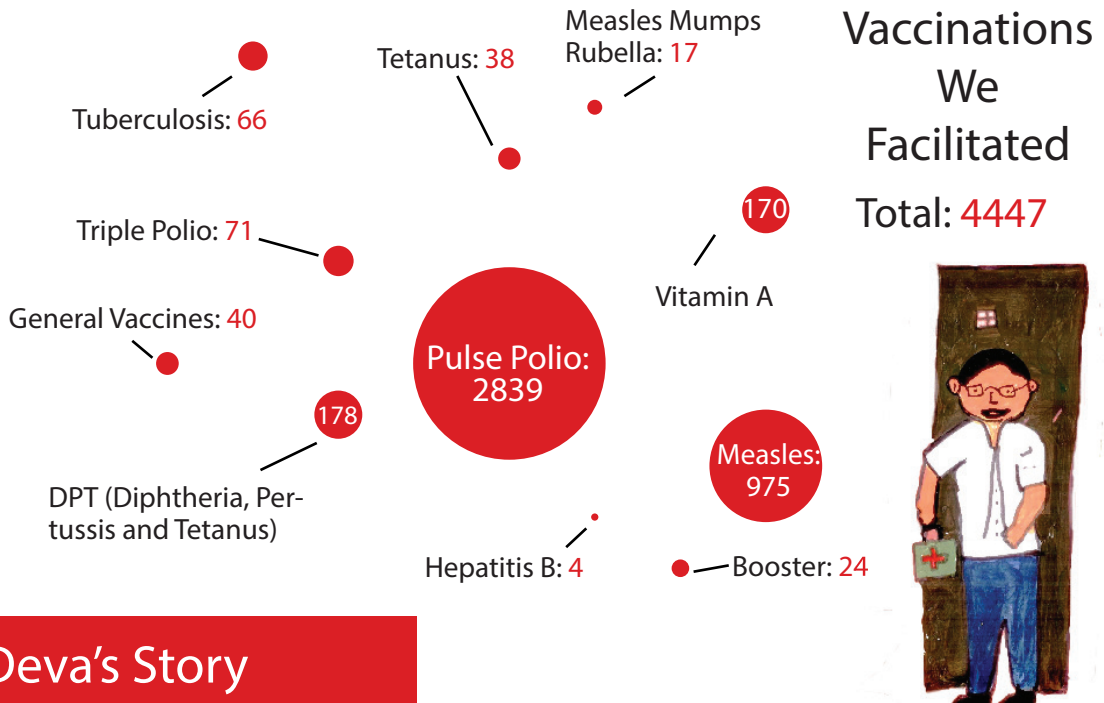 Vaccinations
We
Facilitated
Total: 4447
Measles Mumps
Rubella: 17
Tetanus: 38
Tuberculosis: 66
170
Vitamin A
Triple Polio: 71
General Vaccines: 40
Pulse Polio:
2839
178
DPT (Diphtheria, Per-
tussis and Tetanus)
Measles:
975
Hepatitis B: 4
Booster: 24
Deva's Story